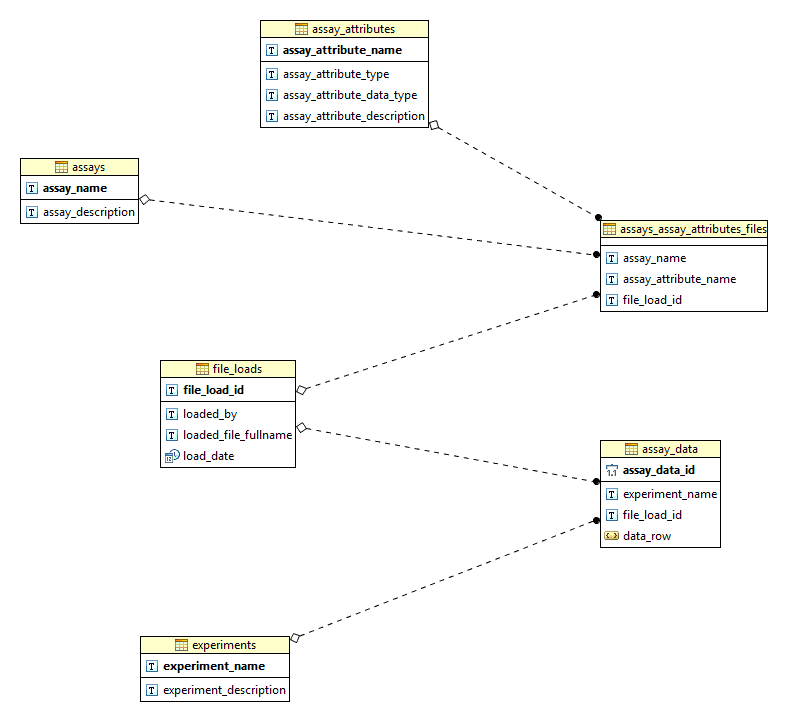 assay_attributes
assay_attribute_name
assay_attribute_type
assay_attribute_data_type
assay_attribute_description
assays
assay_name
assay_description
assays_assay_attributes_files
assay_name
assay_attribute_name
file_load_id
file_loads
file_load_id
loaded_by
loaded_file_fullname
load_date
assay_data
assay_data_id
experiment_name
file_load_id
data_row
experiments
experiment_name
experiment_description